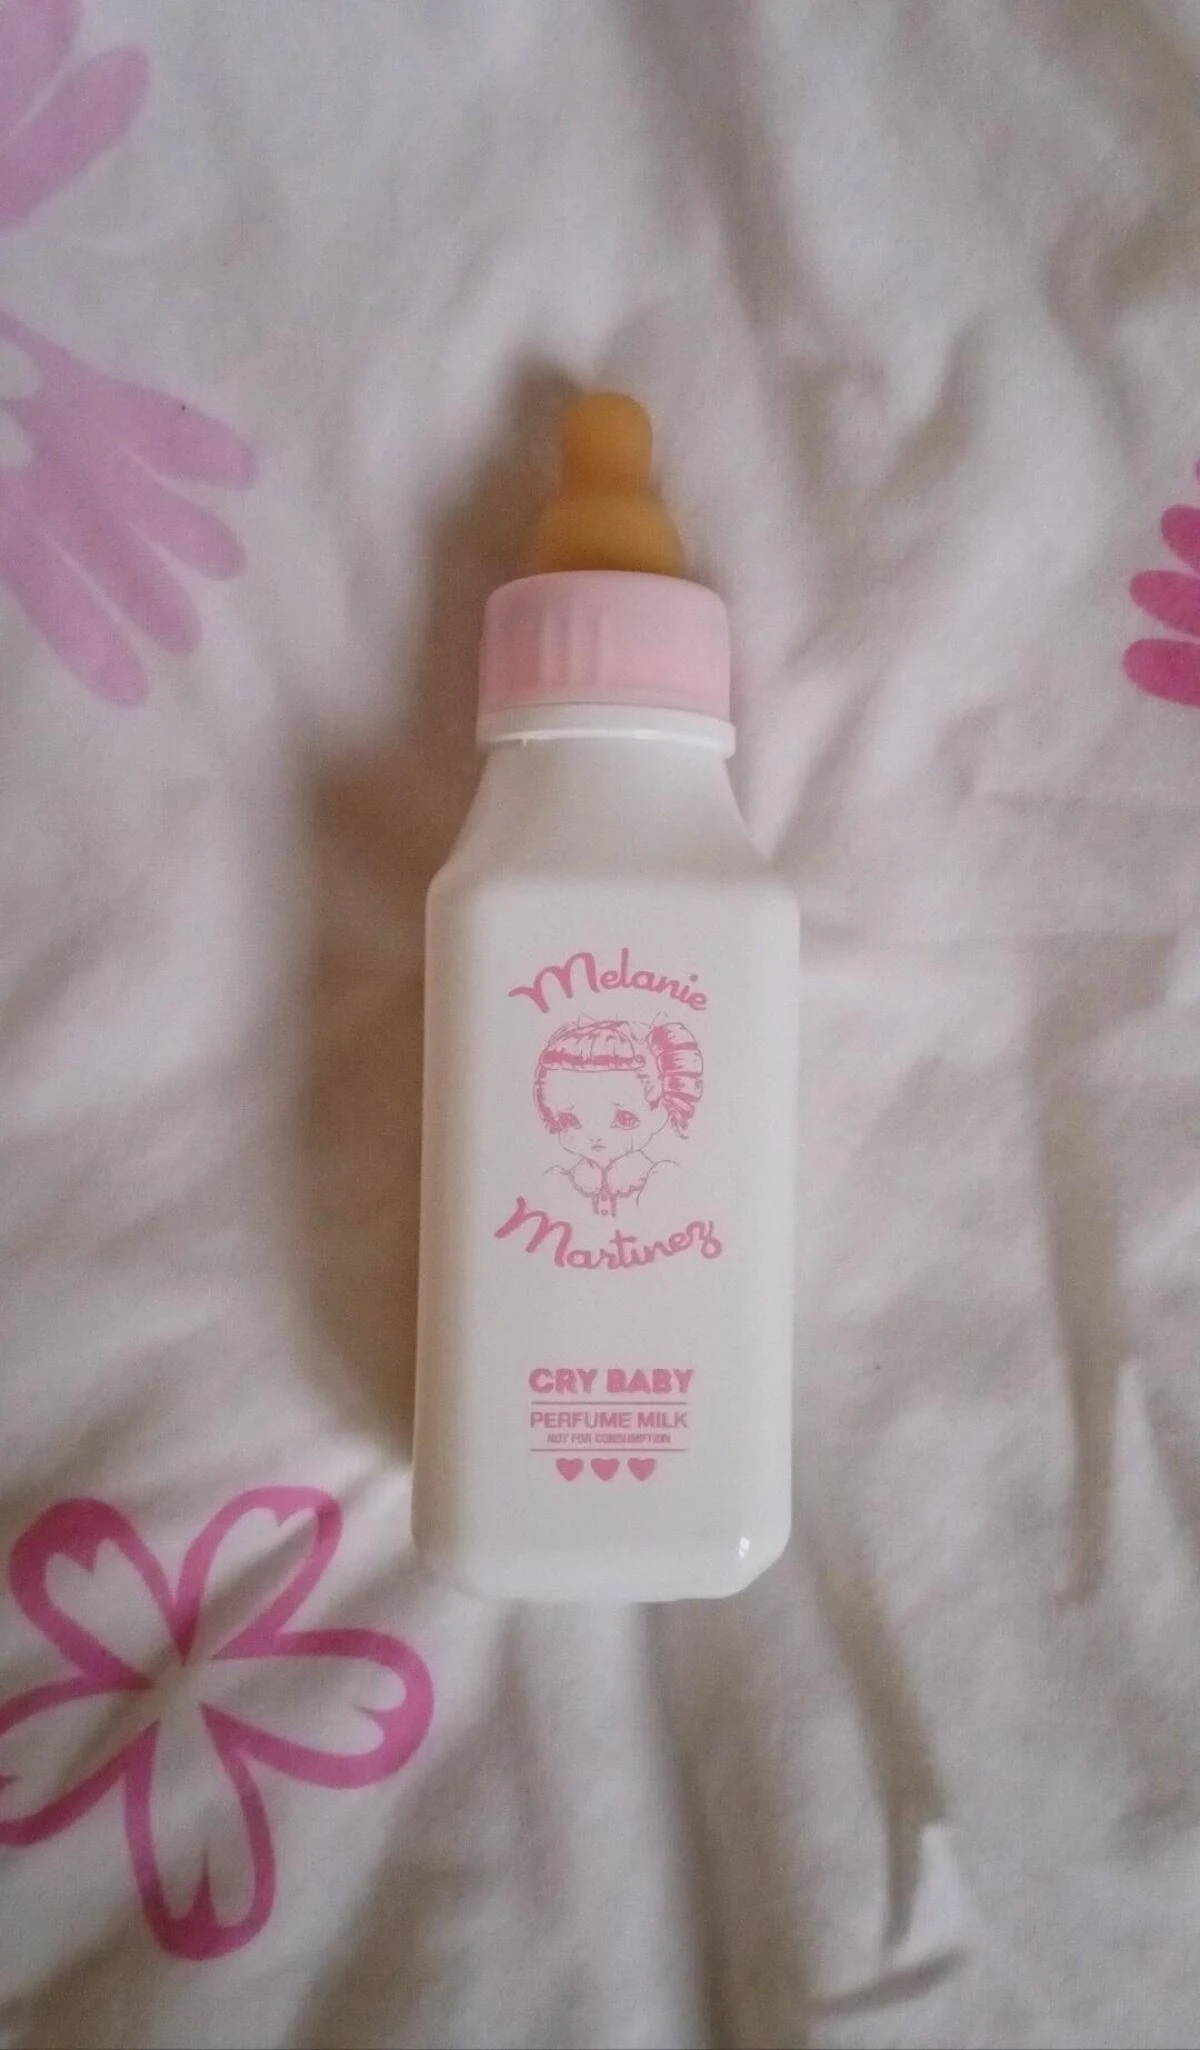 Melanie
Martinez
CRY BABY
PERFUME MILK
NOT FOR CONSUMPTION